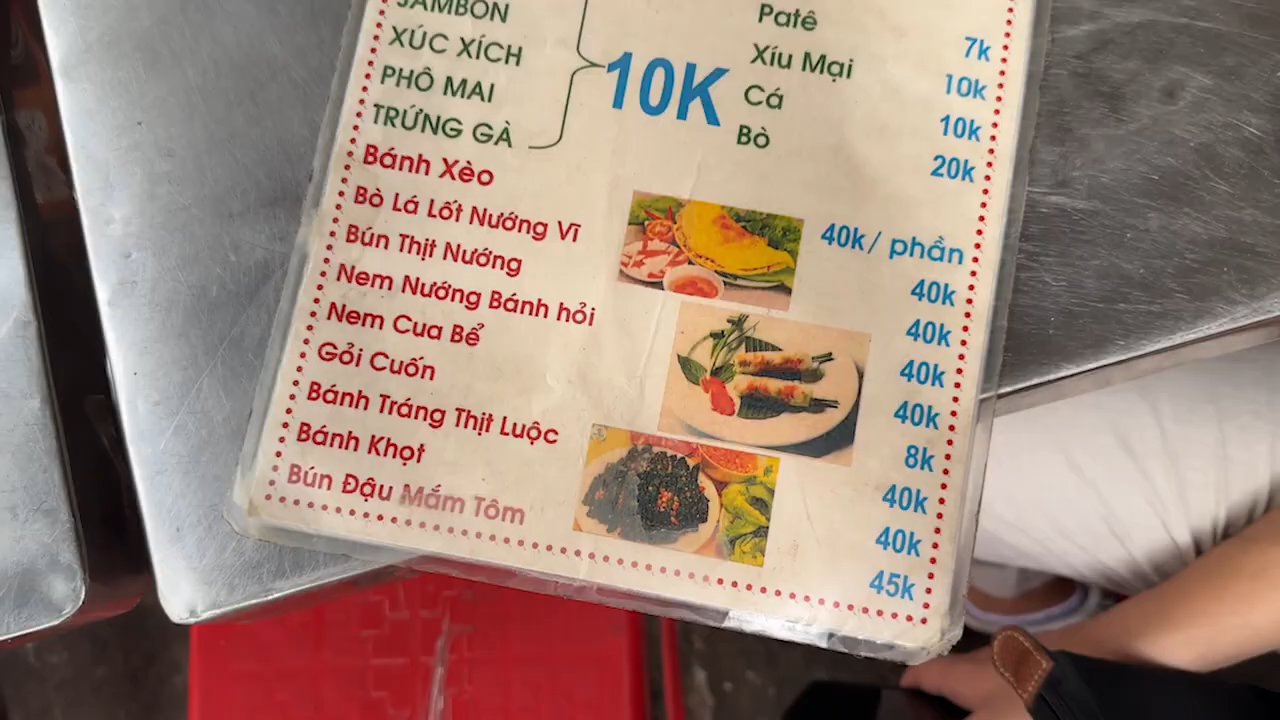 JAMBON
XÚC XÍCH
PHÔ MAI
TRỨNG GÀ
10K
Patê 7k
Xíu Mại 10k
Cá 10k
Bò 20k
Bánh Xèo 40k/ phần
Bò Lá Lốt Nướng Vĩ 40k
Bún Thịt Nướng 40k
Nem Nướng Bánh hỏi 40k
Nem Cua Bể 40k
Gỏi Cuốn 8k
Bánh Tráng Thịt Luộc 40k
Bánh Khọt 40k
Bún Đậu Mắm Tôm 45k